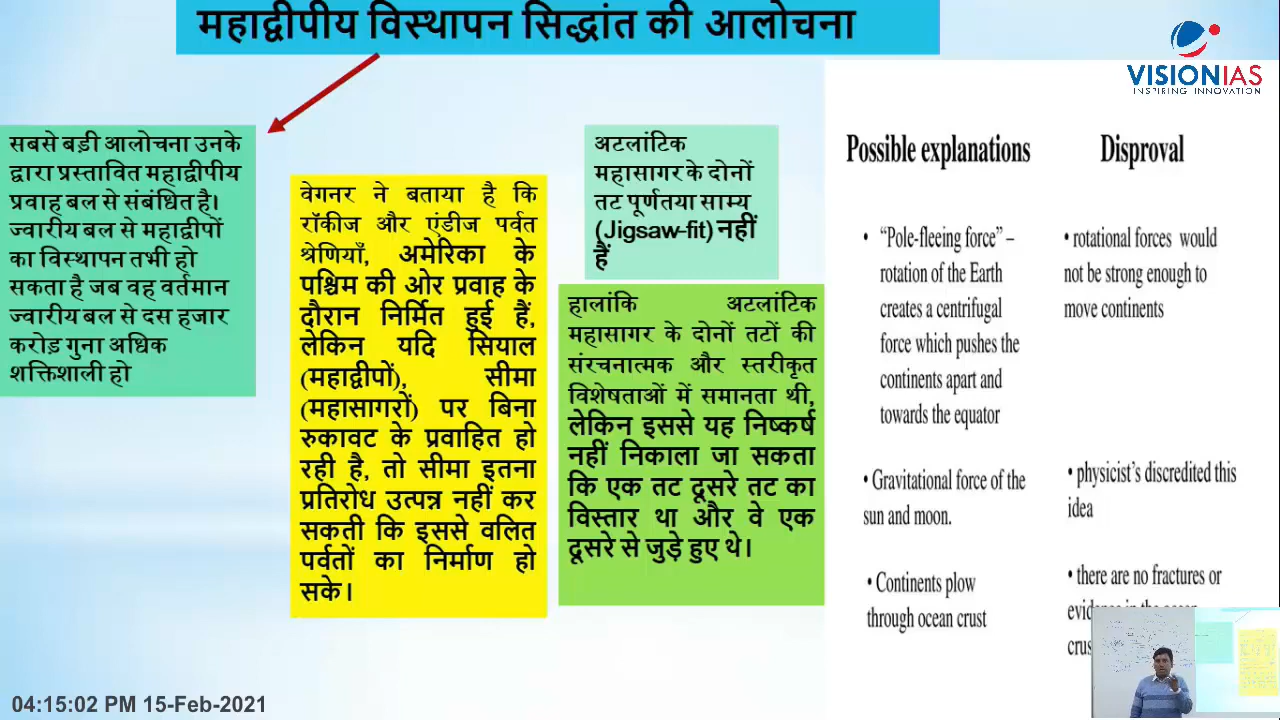 महाद्वीपीय विस्थापन सिद्धांत की आलोचना
VISIONIAS
INSPIRING INNOVATION
सबसे बड़ी आलोचना उनके
द्वारा प्रस्तावित महाद्वीपीय
प्रवाह बल से संबंधित है।
ज्वारीय बल से महाद्वीपों
का विस्थापन तभी हो
सकता है जब वह वर्तमान
ज्वारीय बल से दस हजार
करोड़ गुना अधिक
शक्तिशाली हो
वेगनर ने बताया है कि
रॉकीज और एंडीज पर्वत
श्रेणियाँ, अमेरिका के
पश्चिम की ओर प्रवाह के
दौरान निर्मित हुई हैं,
लेकिन यदि सियाल
(महाद्वीपों), सीमा
(महासागरों) पर बिना
रुकावट के प्रवाहित हो
रही है, तो सीमा इतना
प्रतिरोध उत्पन्न नहीं कर
सकती कि इससे वलित
पर्वतों का निर्माण हो
सके।
अटलांटिक
महासागर के दोनों
तट पूर्णतया साम्य
(Jigsaw-fit) नहीं
हैं
हालांकि अटलांटिक
महासागर के दोनों तटों की
संरचनात्मक और स्तरीकृत
विशेषताओं में समानता थी,
लेकिन इससे यह निष्कर्ष
नहीं निकाला जा सकता
कि एक तट दूसरे तट का
विस्तार था और वे एक
दूसरे से जुड़े हुए थे।
Possible explanations
• “Pole-fleeing force” –
rotation of the Earth
creates a centrifugal
force which pushes the
continents apart and
towards the equator
• Gravitational force of the
sun and moon.
• Continents plow
through ocean crust
Disproval
• rotational forces would
not be strong enough to
move continents
• physicist’s discredited this
idea
• there are no fractures or
04:15:02 PM 15-Feb-2021